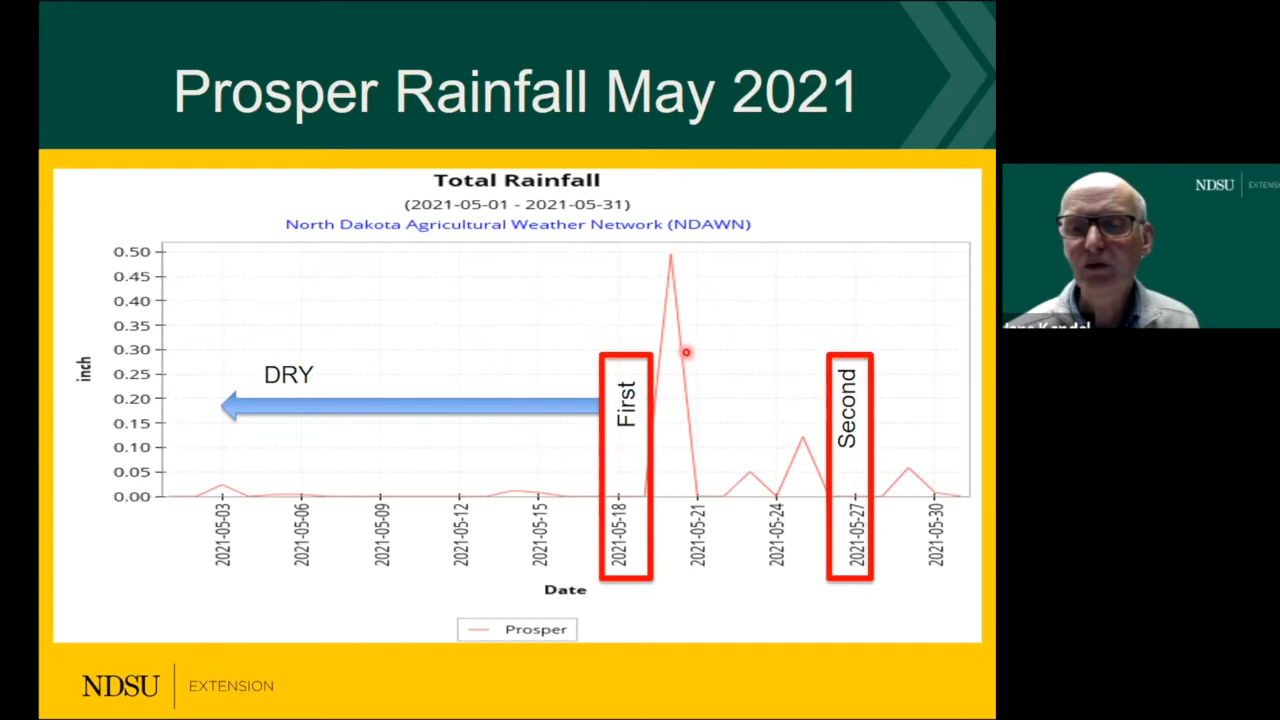 Prosper Rainfall May 2021
Total Rainfall
(2021-05-01 - 2021-05-31)
North Dakota Agricultural Weather Network (NDAWN)
0.50
0.45
0.40
0.35
0.30
0.25
0.20
0.15
0.10
0.05
0.00
inch
DRY
First
Second
2021-05-03
2021-05-06
2021-05-09
2021-05-12
2021-05-15
2021-05-18
2021-05-21
2021-05-24
2021-05-27
2021-05-30
Date
Prosper
NDSU EXTENSION
NDSU